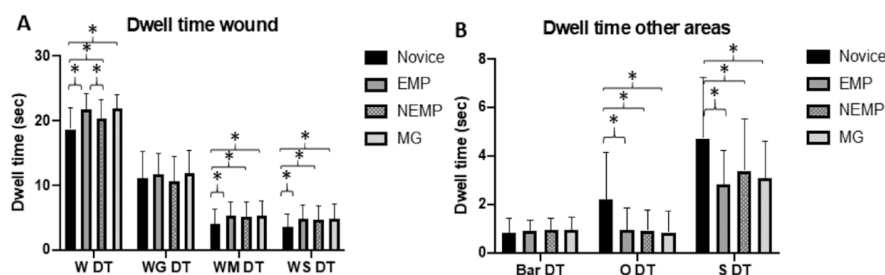 A
Dwell time wound
Dwell time (sec)
30
20
10
0
* * * * * * * * * *
W DT WG DT WM DT WS DT
Novice
EMP
NEMP
MG
B
Dwell time other areas
Dwell time (sec)
8
6
4
2
0
* * * * * *
Bar DT O DT S DT
Novice
EMP
NEMP
MG